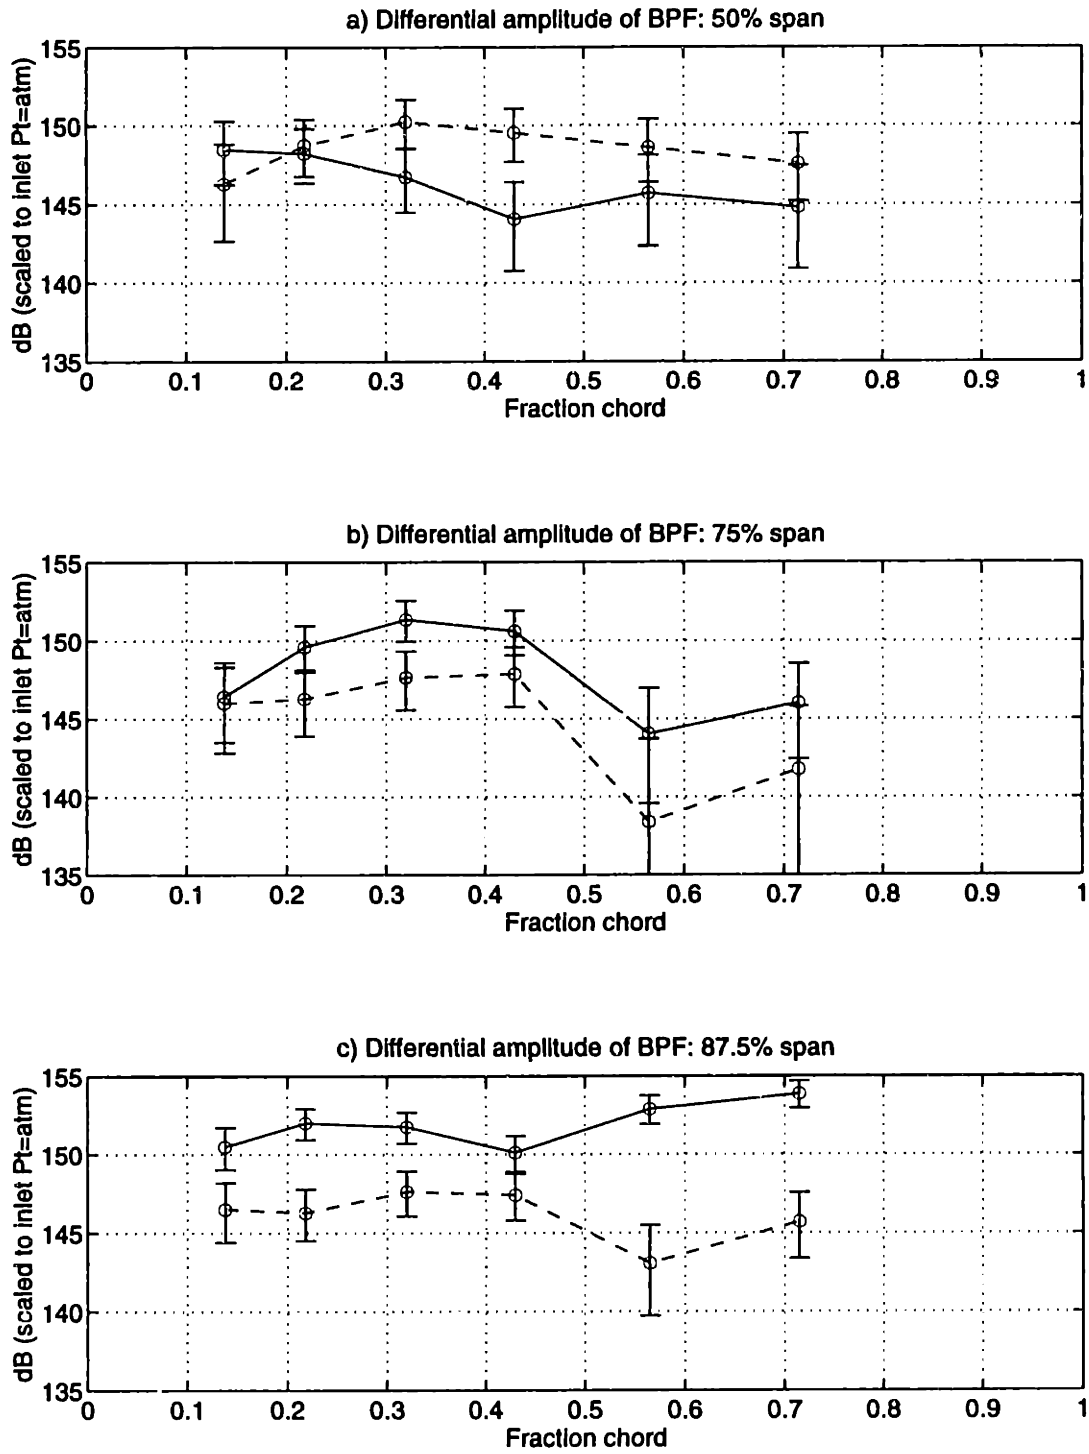 a) Differential amplitude of BPF: 50% span
dB (scaled to inlet Pt=atm)
155
150
145
140
135
0 0.1 0.2 0.3 0.4 0.5 0.6 0.7 0.8 0.9 1
Fraction chord
b) Differential amplitude of BPF: 75% span
dB (scaled to inlet Pt=atm)
155
150
145
140
135
0 0.1 0.2 0.3 0.4 0.5 0.6 0.7 0.8 0.9 1
Fraction chord
c) Differential amplitude of BPF: 87.5% span
dB (scaled to inlet Pt=atm)
155
150
145
140
135
0 0.1 0.2 0.3 0.4 0.5 0.6 0.7 0.8 0.9 1
Fraction chord